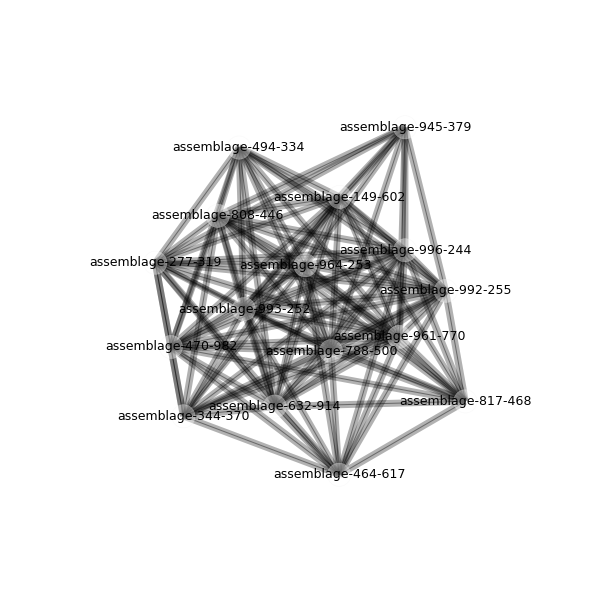 assemblage-945-379
assemblage-494-334
assemblage-149-602
assemblage-808-446
assemblage-996-244
assemblage-277-319
assemblage-964-253
assemblage-992-255
assemblage-993-252
assemblage-961-770
assemblage-470-982
assemblage-788-500
assemblage-817-468
assemblage-632-914
assemblage-344-370
assemblage-464-617